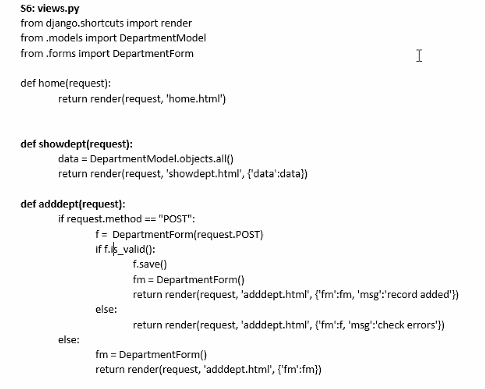 S6: views.py
from django.shortcuts import render
from .models import DepartmentModel
from .forms import DepartmentForm
def home(request):
return render(request, 'home.html')
def showdept(request):
data = DepartmentModel.objects.all()
return render(request, 'showdept.html', {'data':data})
def adddept(request):
if request.method == "POST":
f = DepartmentForm(request.POST)
if f.is_valid():
f.save()
fm = DepartmentForm()
return render(request, 'adddept.html', {'fm':fm, 'msg':'record added'})
else:
return render(request, 'adddept.html', {'fm':f, 'msg':'check errors'})
else:
fm = DepartmentForm()
return render(request, 'adddept.html', {'fm':fm})